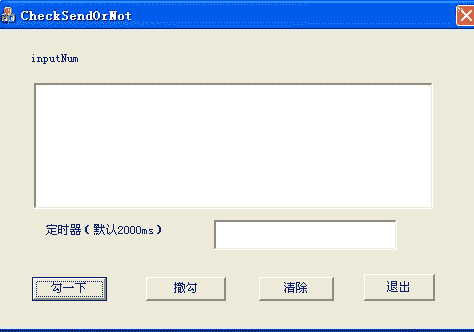 CheckSendOrNot
inputNum
定时器（默认2000ms）
勾一下 撤勾 清除 退出